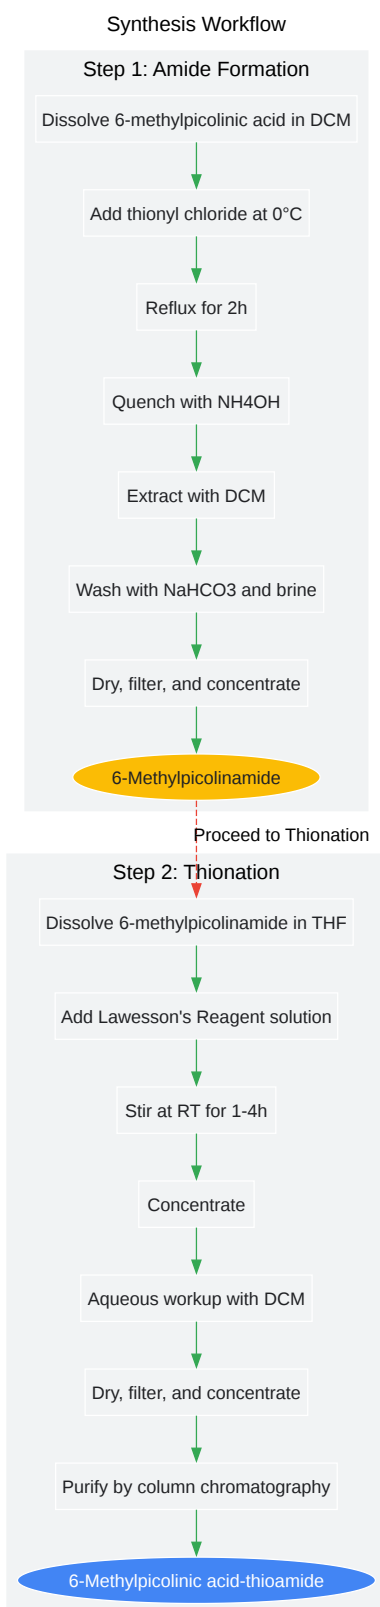 Synthesis Workflow
Step 1: Amide Formation
Dissolve 6-methylpicolinic acid in DCM
Add thionyl chloride at 0°C
Reflux for 2h
Quench with NH4OH
Extract with DCM
Wash with NaHCO3 and brine
Dry, filter, and concentrate
6-Methylpicolinamide
Proceed to Thionation
Step 2: Thionation
Dissolve 6-methylpicolinamide in THF
Add Lawesson's Reagent solution
Stir at RT for 1-4h
Concentrate
Aqueous workup with DCM
Dry, filter, and concentrate
Purify by column chromatography
6-Methylpicolinic acid-thioamide